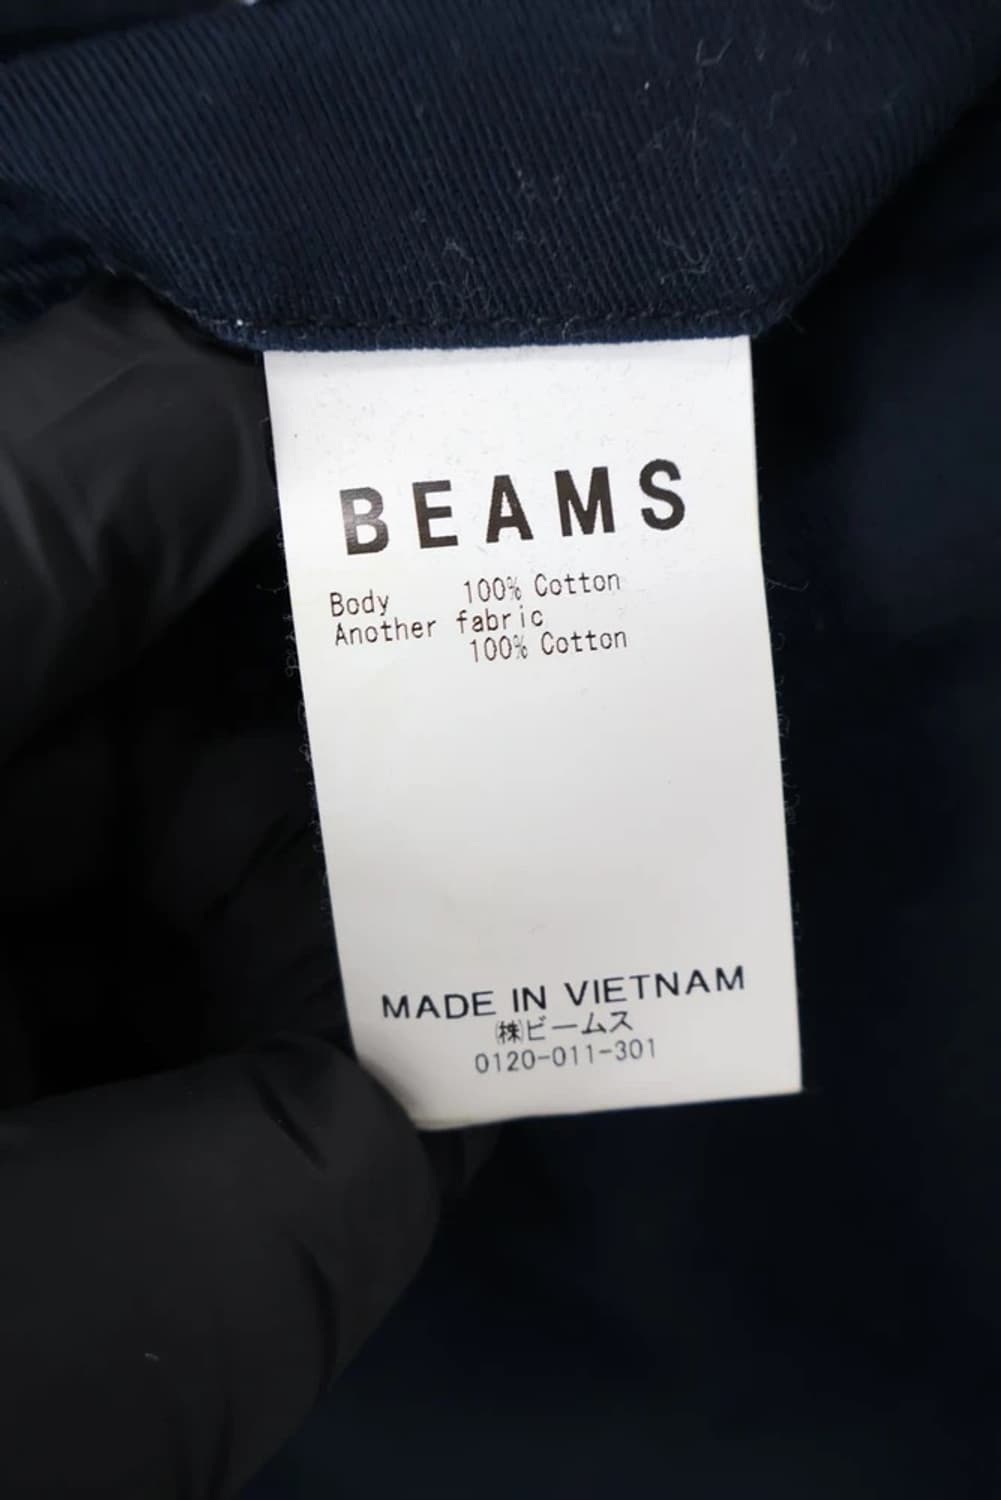 BEAMS
Body 100% Cotton
Another fabric
100% Cotton
MADE IN VIETNAM
㈱ビームス
0120-011-301